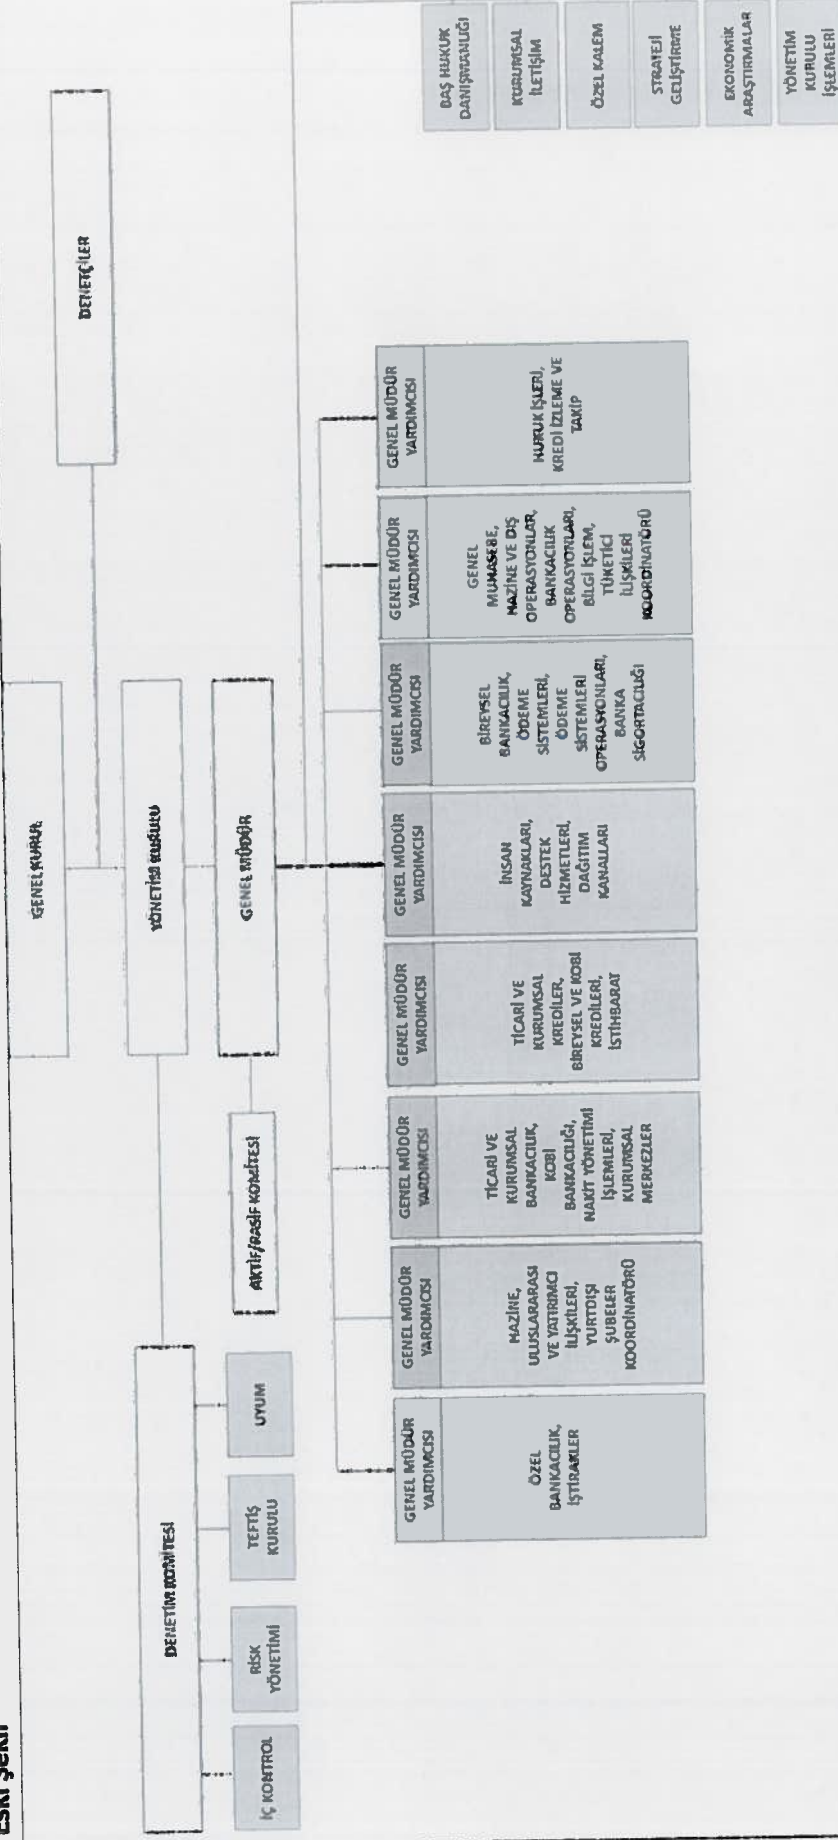 Eski Şekil
GENEL KURUL
DENETÇİLER
YÖNETİM KURULU
DENETİM KOMİTESİ
GENEL MÜDÜR
AKTİF/PASİF KOMİTESİ
İÇ KONTROL
RİSK
YÖNETİMİ
TEFTİŞ
KURULU
UYUM
GENEL MÜDÜR
YARDIMCISI
ÖZEL
BANKACILIK,
İŞTİRAKLER
GENEL MÜDÜR
YARDIMCISI
HAZİNE,
ULUSLARARASI
VE YATIRIMCI
İLİŞKİLERİ,
YURTDIŞI
ŞUBELER
KOORDİNATÖRÜ
GENEL MÜDÜR
YARDIMCISI
TİCARİ VE
KURUMSAL
BANKACILIK,
KOBİ
BANKACILIĞI,
NAKİT YÖNETİMİ
İŞLEMLERİ,
KURUMSAL
MERKEZLER
GENEL MÜDÜR
YARDIMCISI
TİCARİ VE
KURUMSAL
KREDİLER,
BİREYSEL VE KOBİ
KREDİLERİ,
İSTİHBARAT
GENEL MÜDÜR
YARDIMCISI
İNSAN
KAYNAKLARI,
DESTEK
HİZMETLERİ,
DAĞITIM
KANALLARI
GENEL MÜDÜR
YARDIMCISI
BİREYSEL
BANKACILIK,
ÖDEME
SİSTEMLERİ,
ÖDEME
SİSTEMLERİ
OPERASYONLARI,
BANKA
SİGORTACILIĞI
GENEL MÜDÜR
YARDIMCISI
GENEL
MUHASEBE,
HAZİNE VE DIŞ
OPERASYONLAR,
BANKACILIK
OPERASYONLARI,
BİLGİ İŞLEM,
TÜKETİCİ
İLİŞKİLERİ
KOORDİNATÖRÜ
GENEL MÜDÜR
YARDIMCISI
HUKUK İŞLERİ,
KREDİ İZLEME VE
TAKİP
BAŞ HUKUK
DANIŞMANLIĞI
KURUMSAL
İLETİŞİM
ÖZEL KALEM
STRATEJİ
GELİŞTİRME
EKONOMİK
ARAŞTIRMALAR
YÖNETİM
KURULU
İŞLEMLERİ